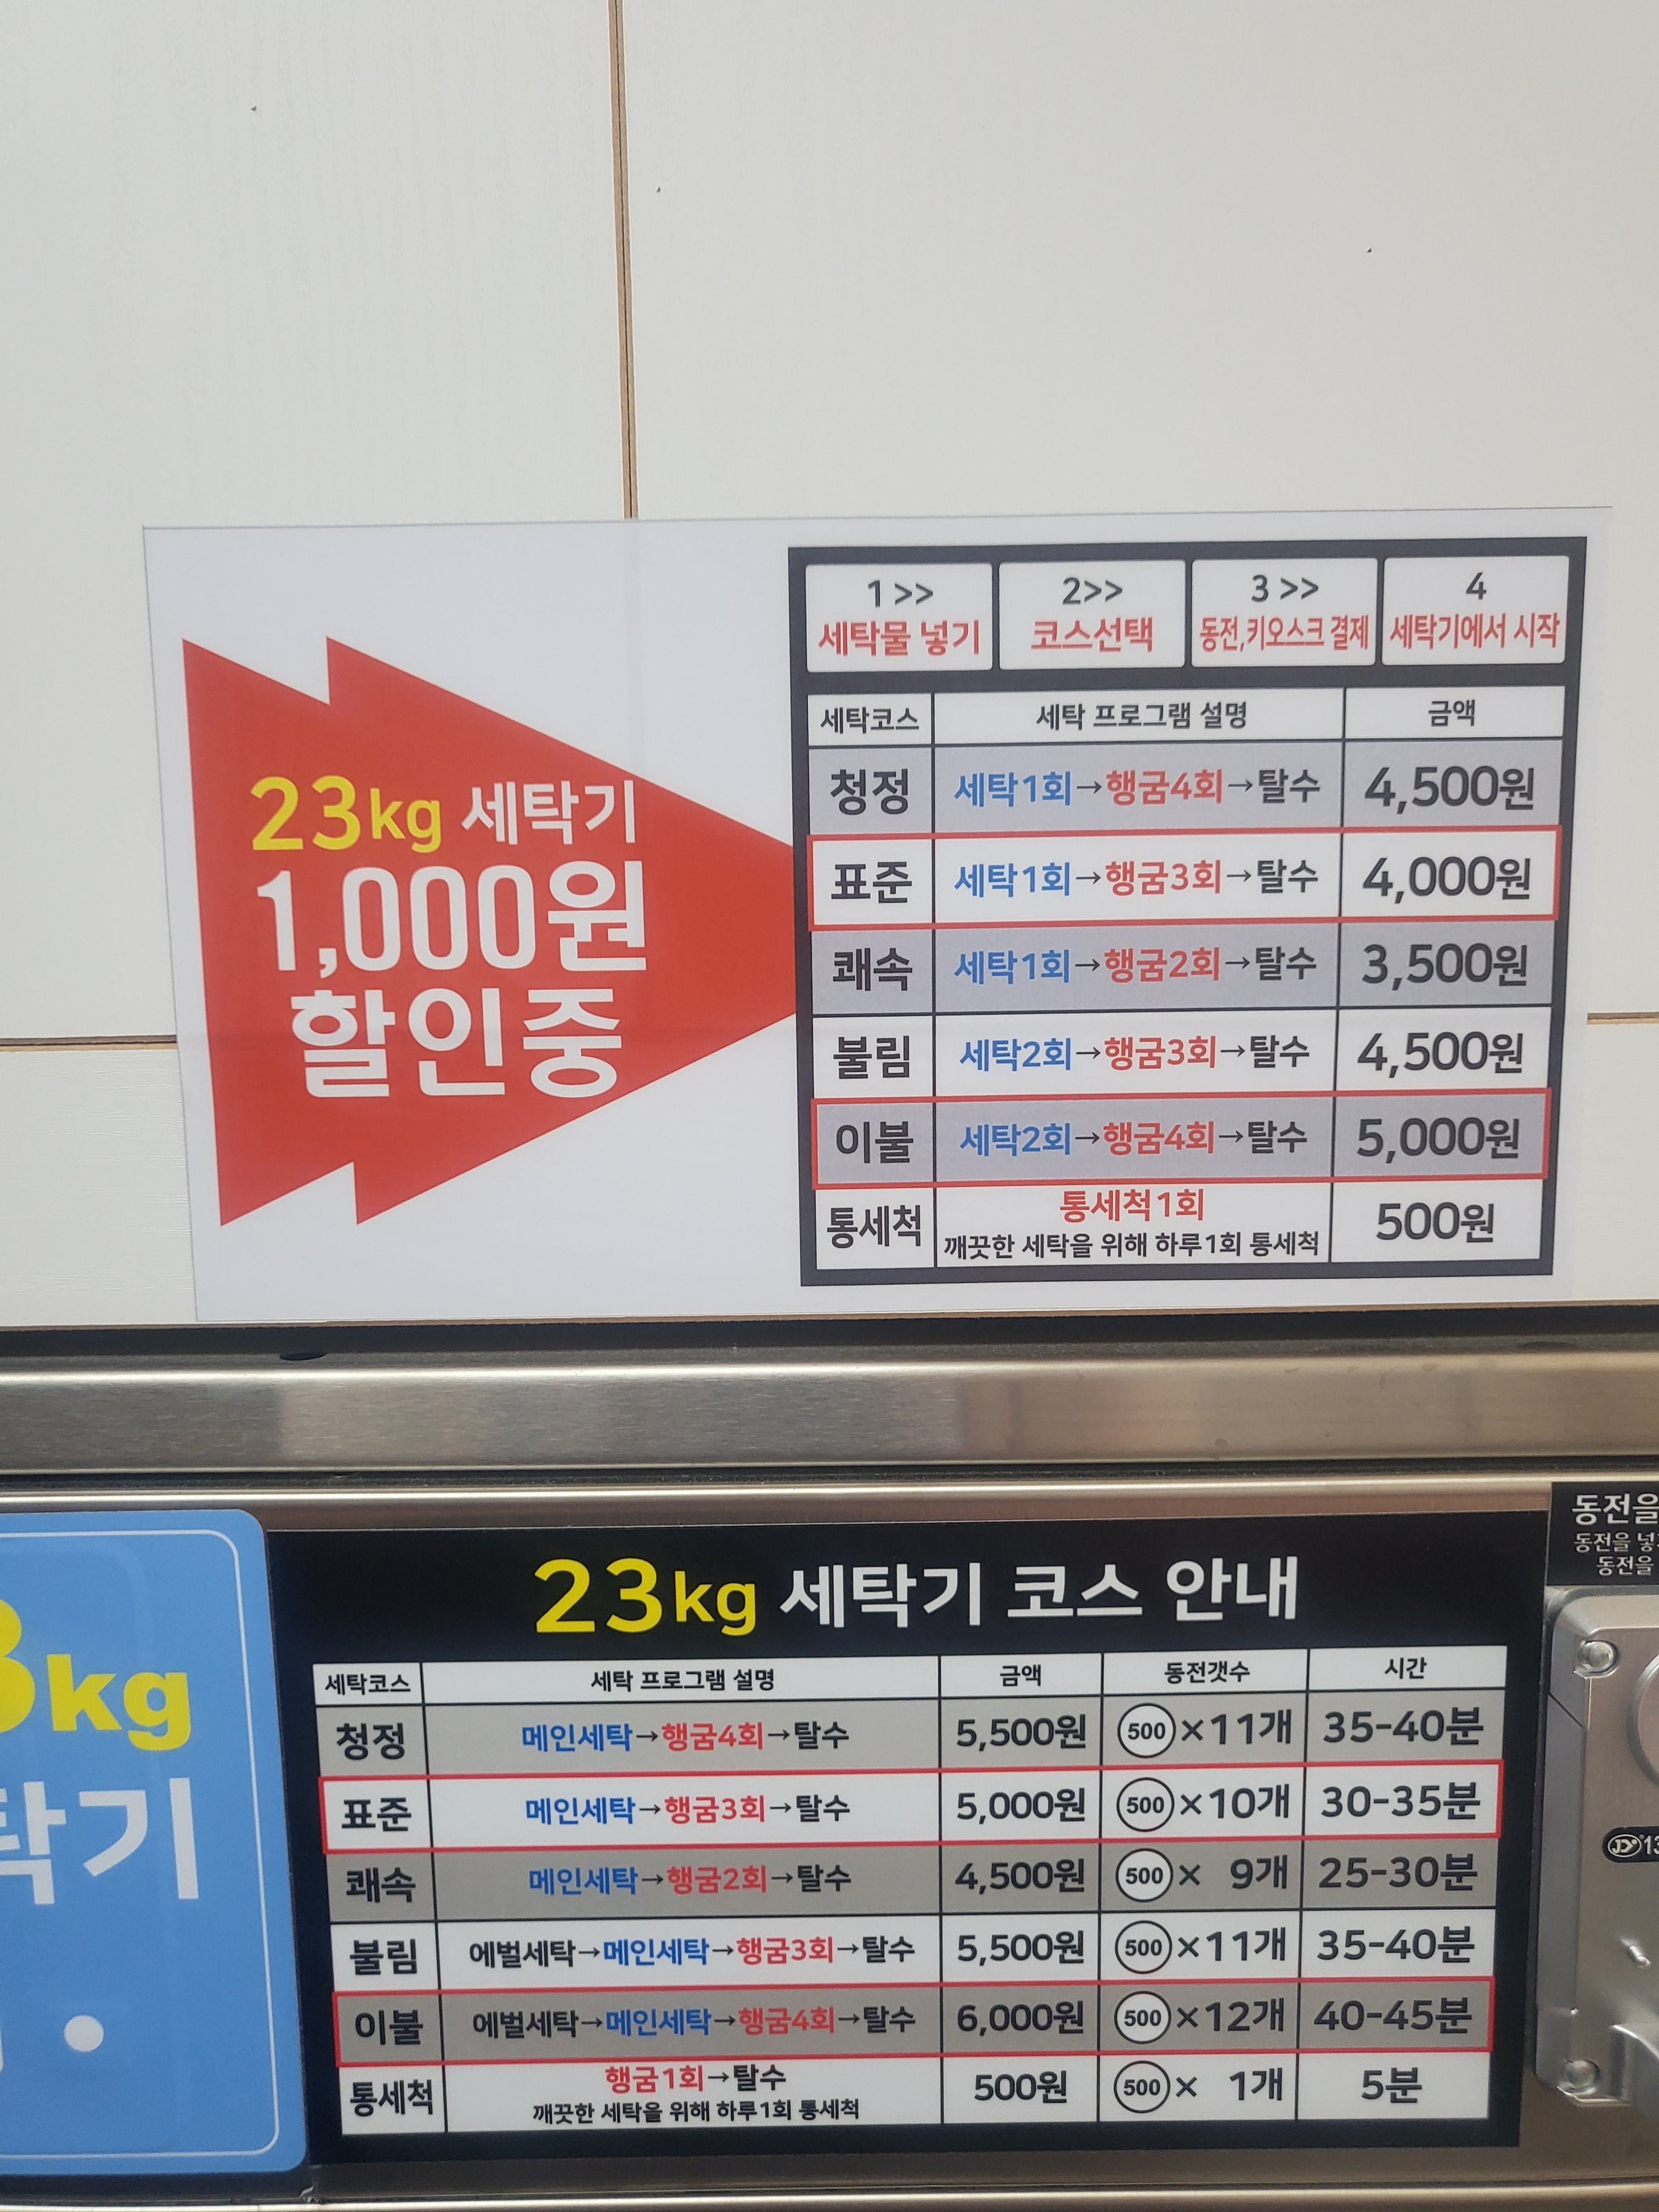 23kg 세탁기
1,000원
할인중
1 >> 2>> 3 >> 4
세탁물 넣기 코스선택 동전,키오스크 결제 세탁기에서 시작
세탁코스 세탁 프로그램 설명 금액
청정 세탁1회→행굼4회→탈수 4,500원
표준 세탁1회→행굼3회→탈수 4,000원
쾌속 세탁1회→행굼2회→탈수 3,500원
불림 세탁2회→행굼3회→탈수 4,500원
이불 세탁2회→행굼4회→탈수 5,000원
통세척 통세척1회 500원
깨끗한 세탁을 위해 하루1회 통세척
23kg 세탁기 코스 안내
세탁코스 세탁 프로그램 설명 금액 동전갯수 시간
청정 메인세탁→행굼4회→탈수 5,500원 500×11개 35-40분
표준 메인세탁→행굼3회→탈수 5,000원 500×10개 30-35분
쾌속 메인세탁→행굼2회→탈수 4,500원 500× 9개 25-30분
불림 에벌세탁→메인세탁→행굼3회→탈수 5,500원 500×11개 35-40분
이불 에벌세탁→메인세탁→행굼4회→탈수 6,000원 500×12개 40-45분
통세척 행굼1회→탈수 500원 500× 1개 5분
깨끗한 세탁을 위해 하루1회 통세척
kg
탁기
동전을
동전을 넣
동전을